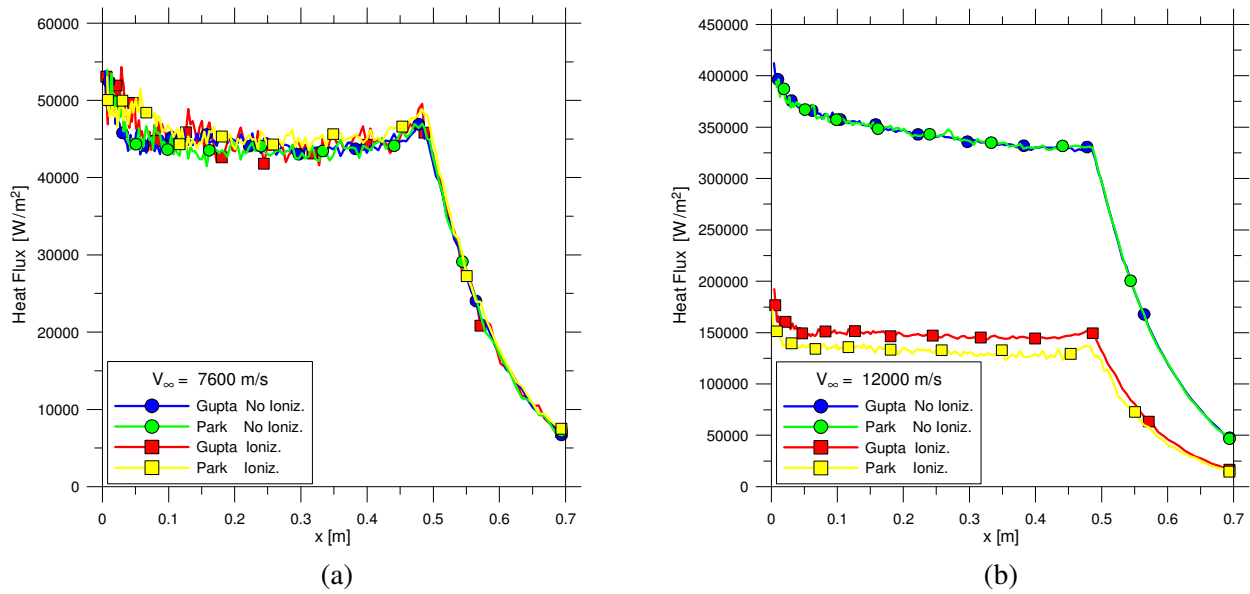 60000
50000
40000
30000
20000
10000
0
Heat Flux [W/m²]
V∞ = 7600 m/s
Gupta No Ioniz.
Park No Ioniz.
Gupta Ioniz.
Park Ioniz.
0 0.1 0.2 0.3 0.4 0.5 0.6 0.7
x [m]
(a)
450000
400000
350000
300000
250000
200000
150000
100000
50000
0
Heat Flux [W/m²]
V∞ = 12000 m/s
Gupta No Ioniz.
Park No Ioniz.
Gupta Ioniz.
Park Ioniz.
0 0.1 0.2 0.3 0.4 0.5 0.6 0.7
x [m]
(b)